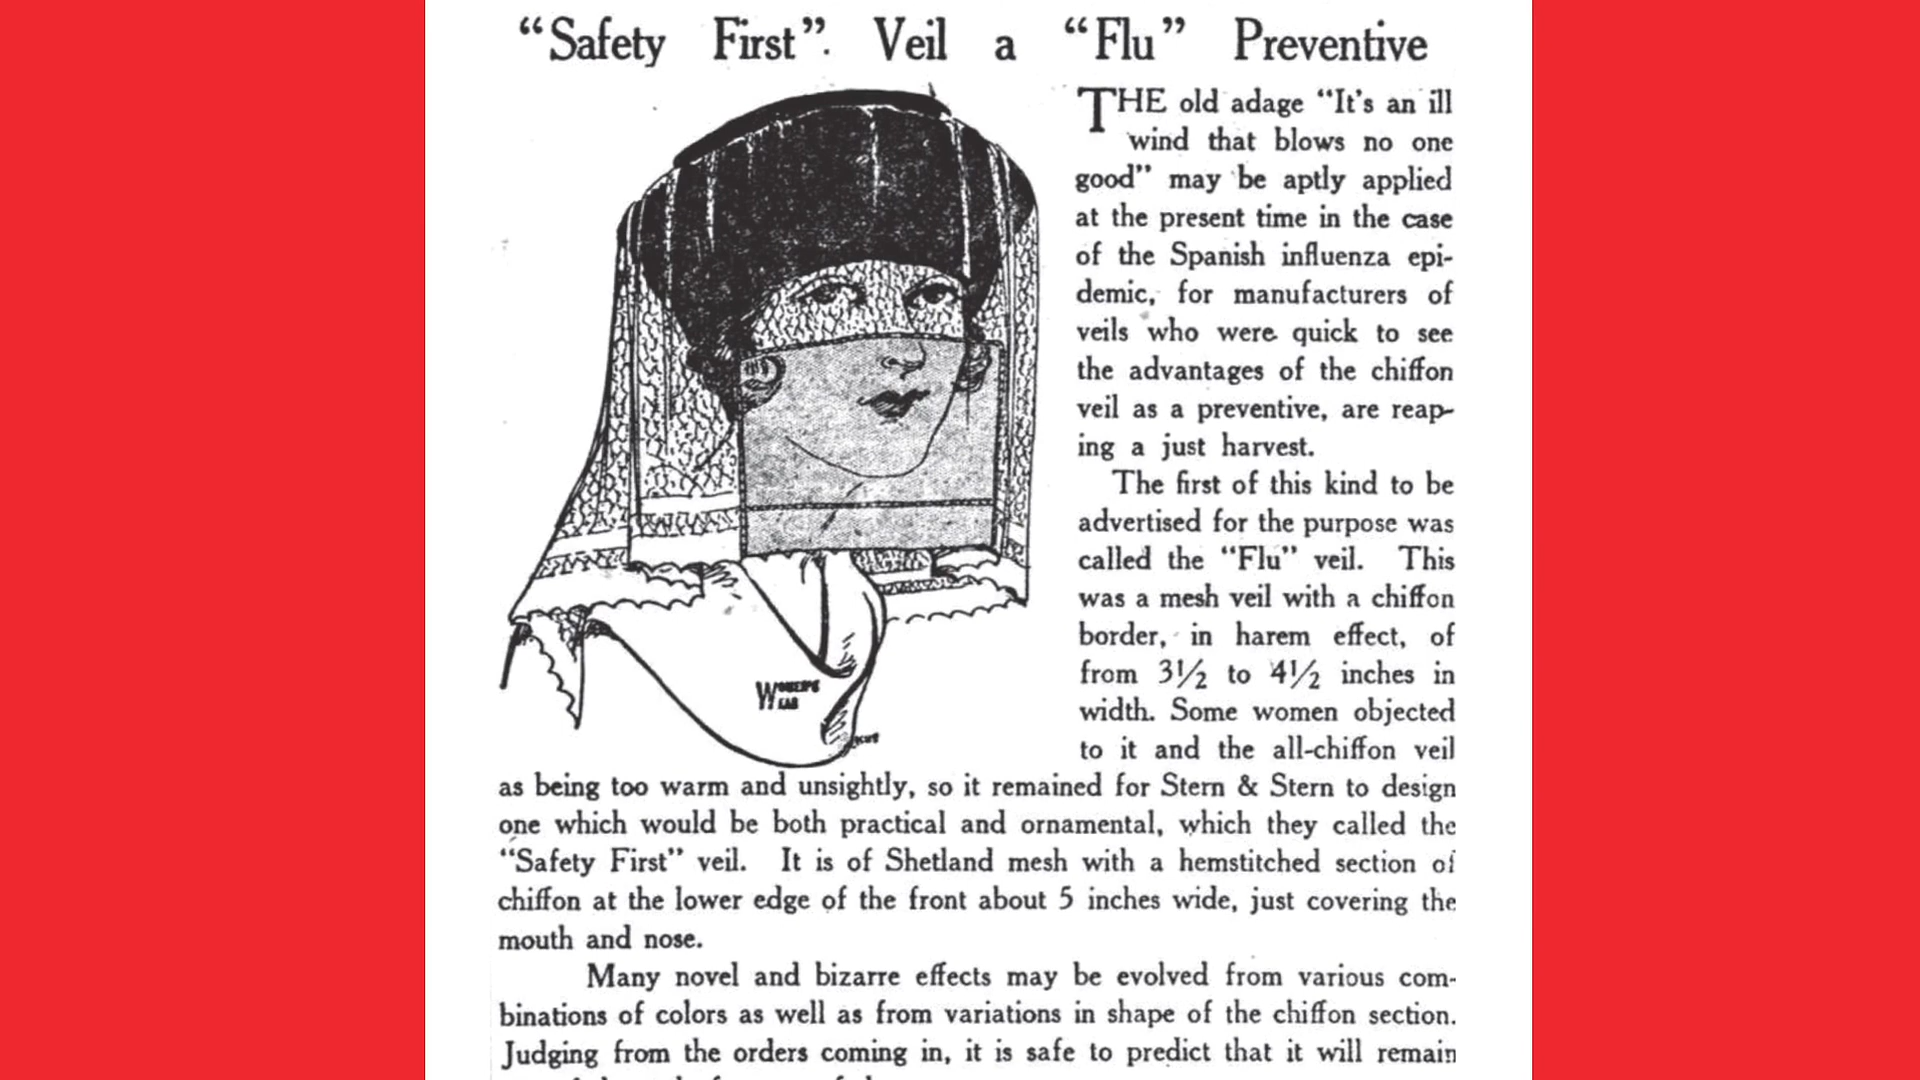 “Safety First”. Veil a “Flu” Preventive
THE old adage “It's an ill
wind that blows no one
good” may be aptly applied
at the present time in the case
of the Spanish influenza epi-
demic, for manufacturers of
veils who were quick to see
the advantages of the chiffon
veil as a preventive, are reap-
ing a just harvest.
The first of this kind to be
advertised for the purpose was
called the “Flu” veil. This
was a mesh veil with a chiffon
border, in harem effect, of
from 3½ to 4½ inches in
width. Some women objected
to it and the all-chiffon veil
as being too warm and unsightly, so it remained for Stern & Stern to design
one which would be both practical and ornamental, which they called the
“Safety First” veil. It is of Shetland mesh with a hemstitched section of
chiffon at the lower edge of the front about 5 inches wide, just covering the
mouth and nose.
Many novel and bizarre effects may be evolved from various com-
binations of colors as well as from variations in shape of the chiffon section.
Judging from the orders coming in, it is safe to predict that it will remain
WOMEN'S